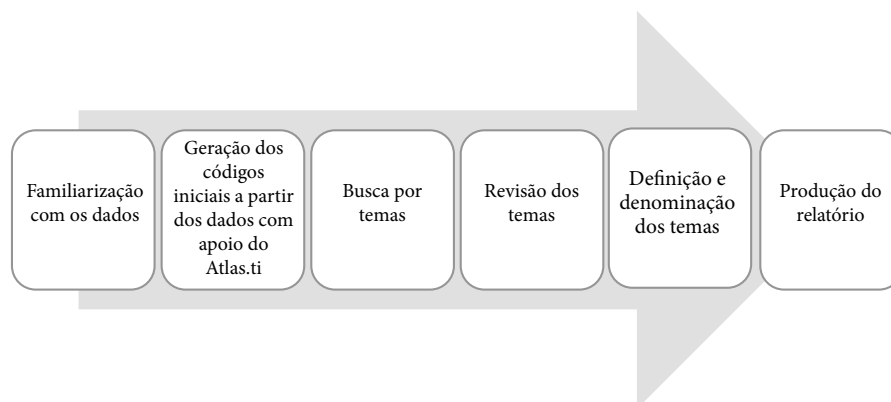 Familiarização
com os dados
Geração dos
códigos
iniciais a partir
dos dados com
apoio do
Atlas.ti
Busca por
temas
Revisão dos
temas
Definição e
denominação
dos temas
Produção do
relatório